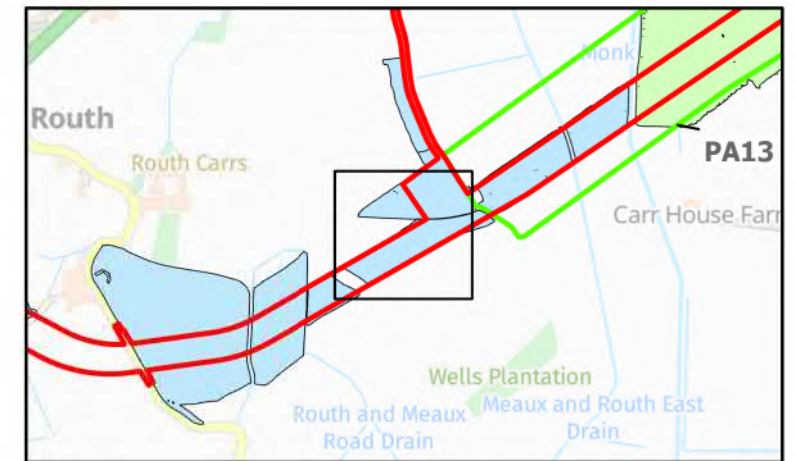 Monk
Routh
PA13
Routh Carrs
Carr House Farr
Wells Plantation
Routh and Meaux
Road Drain
Meaux and Routh East
Drain